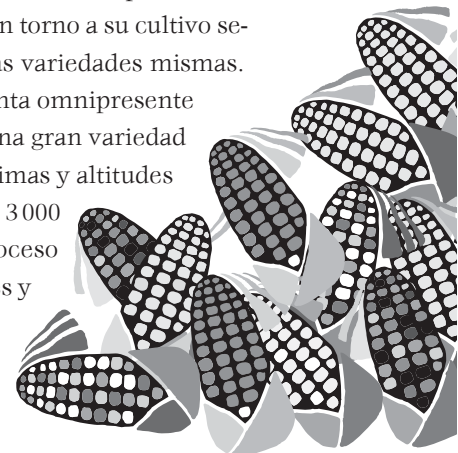 n torno a su cultivo se-
as variedades mismas.
nta omnipresente
na gran variedad
imas y altitudes
3 000
oceso
s y